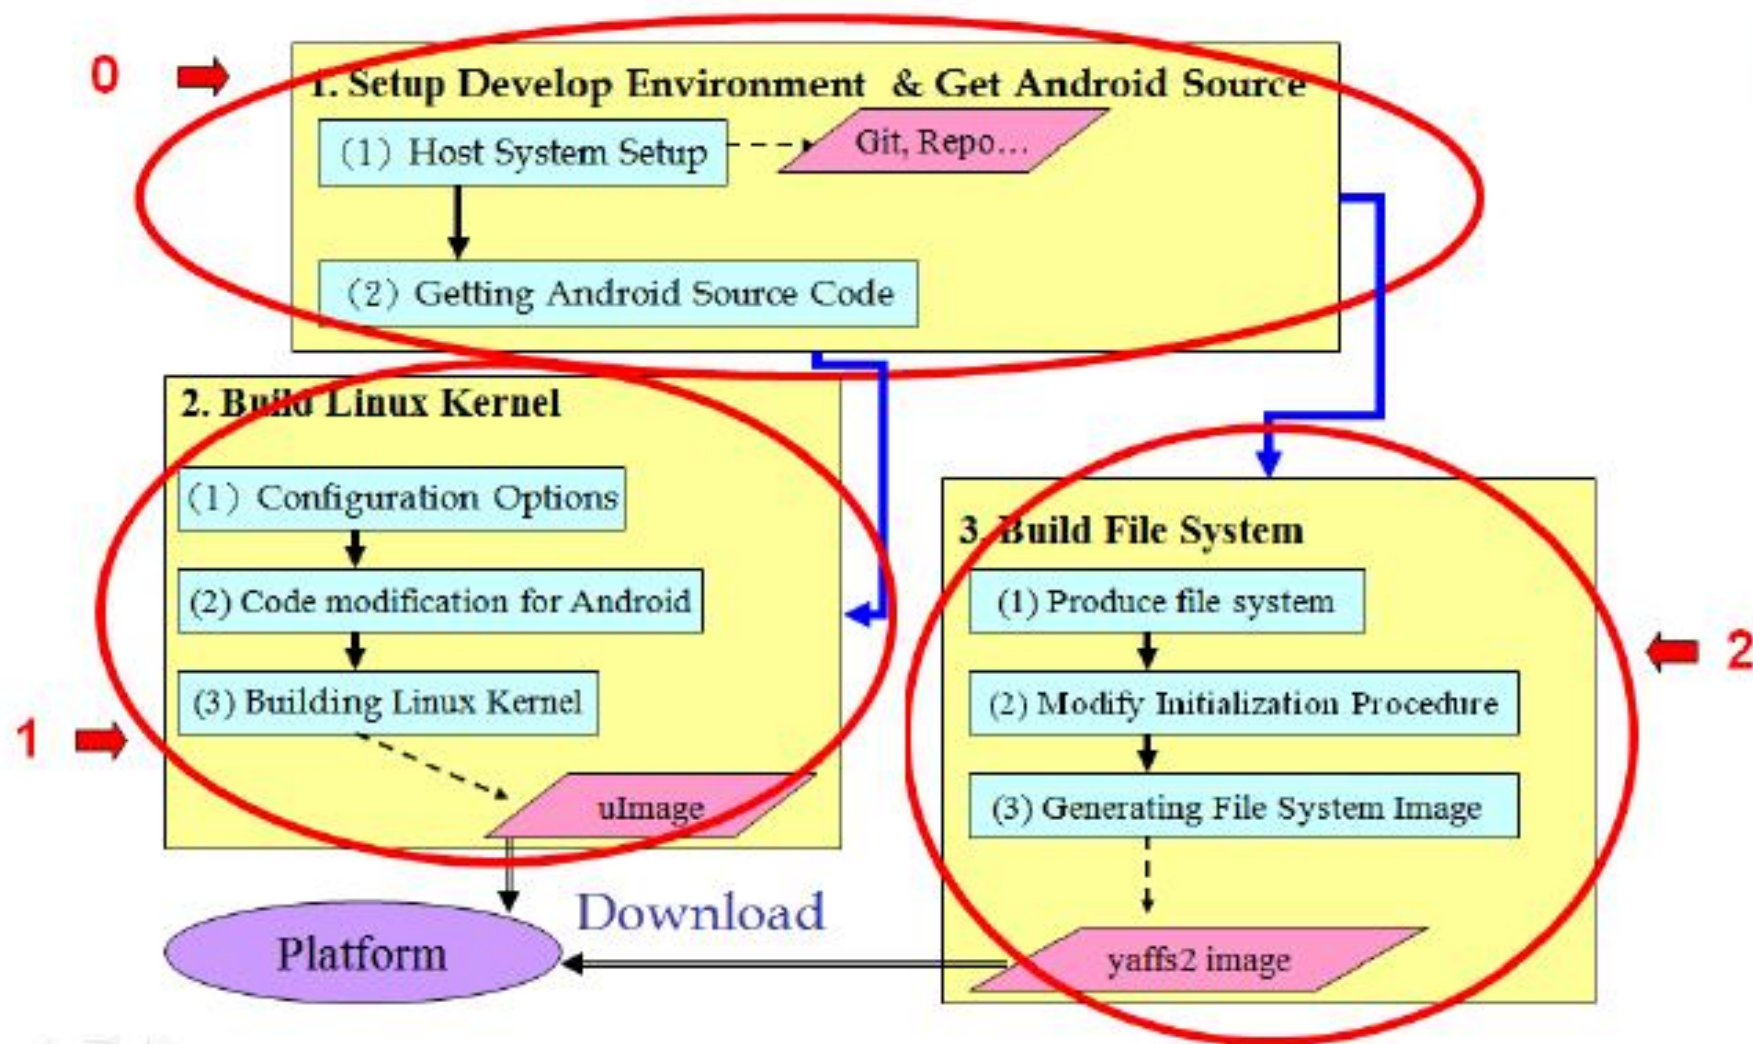 0
1. Setup Develop Environment & Get Android Source
(1) Host System Setup
Git, Repo...
(2) Getting Android Source Code
2. Build Linux Kernel
(1) Configuration Options
(2) Code modification for Android
(3) Building Linux Kernel
1
uImage
3. Build File System
(1) Produce file system
2
(2) Modify Initialization Procedure
(3) Generating File System Image
yaffs2 image
Download
Platform